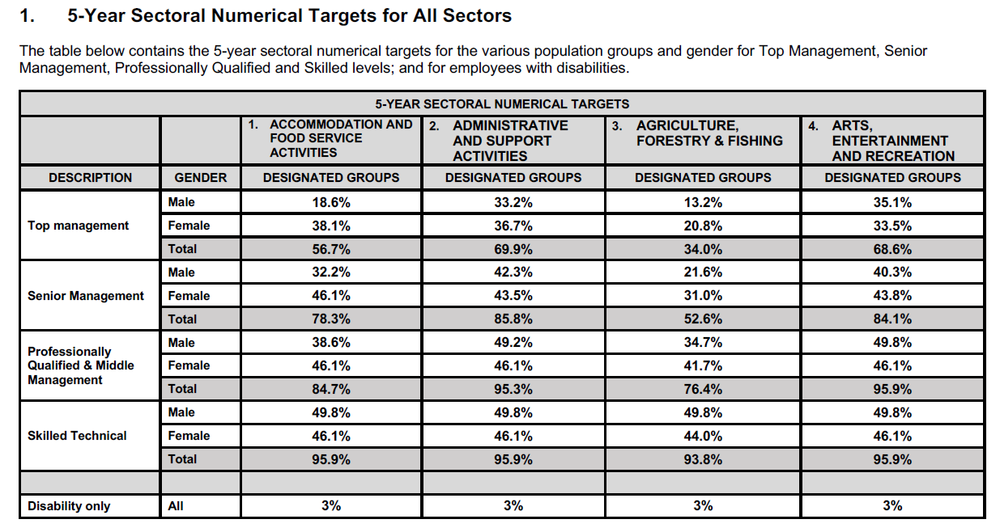 1. 5-Year Sectoral Numerical Targets for All Sectors
The table below contains the 5-year sectoral numerical targets for the various population groups and gender for Top Management, Senior
Management, Professionally Qualified and Skilled levels; and for employees with disabilities.
5-YEAR SECTORAL NUMERICAL TARGETS
1. ACCOMMODATION AND
FOOD SERVICE
ACTIVITIES
2. ADMINISTRATIVE
AND SUPPORT
ACTIVITIES
3. AGRICULTURE,
FORESTRY & FISHING
4. ARTS,
ENTERTAINMENT
AND RECREATION
DESCRIPTION GENDER DESIGNATED GROUPS DESIGNATED GROUPS DESIGNATED GROUPS DESIGNATED GROUPS
Top management
Male 18.6% 33.2% 13.2% 35.1%
Female 38.1% 36.7% 20.8% 33.5%
Total 56.7% 69.9% 34.0% 68.6%
Senior Management
Male 32.2% 42.3% 21.6% 40.3%
Female 46.1% 43.5% 31.0% 43.8%
Total 78.3% 85.8% 52.6% 84.1%
Professionally
Qualified & Middle
Management
Male 38.6% 49.2% 34.7% 49.8%
Female 46.1% 46.1% 41.7% 46.1%
Total 84.7% 95.3% 76.4% 95.9%
Skilled Technical
Male 49.8% 49.8% 49.8% 49.8%
Female 46.1% 46.1% 44.0% 46.1%
Total 95.9% 95.9% 93.8% 95.9%
Disability only All 3% 3% 3% 3%